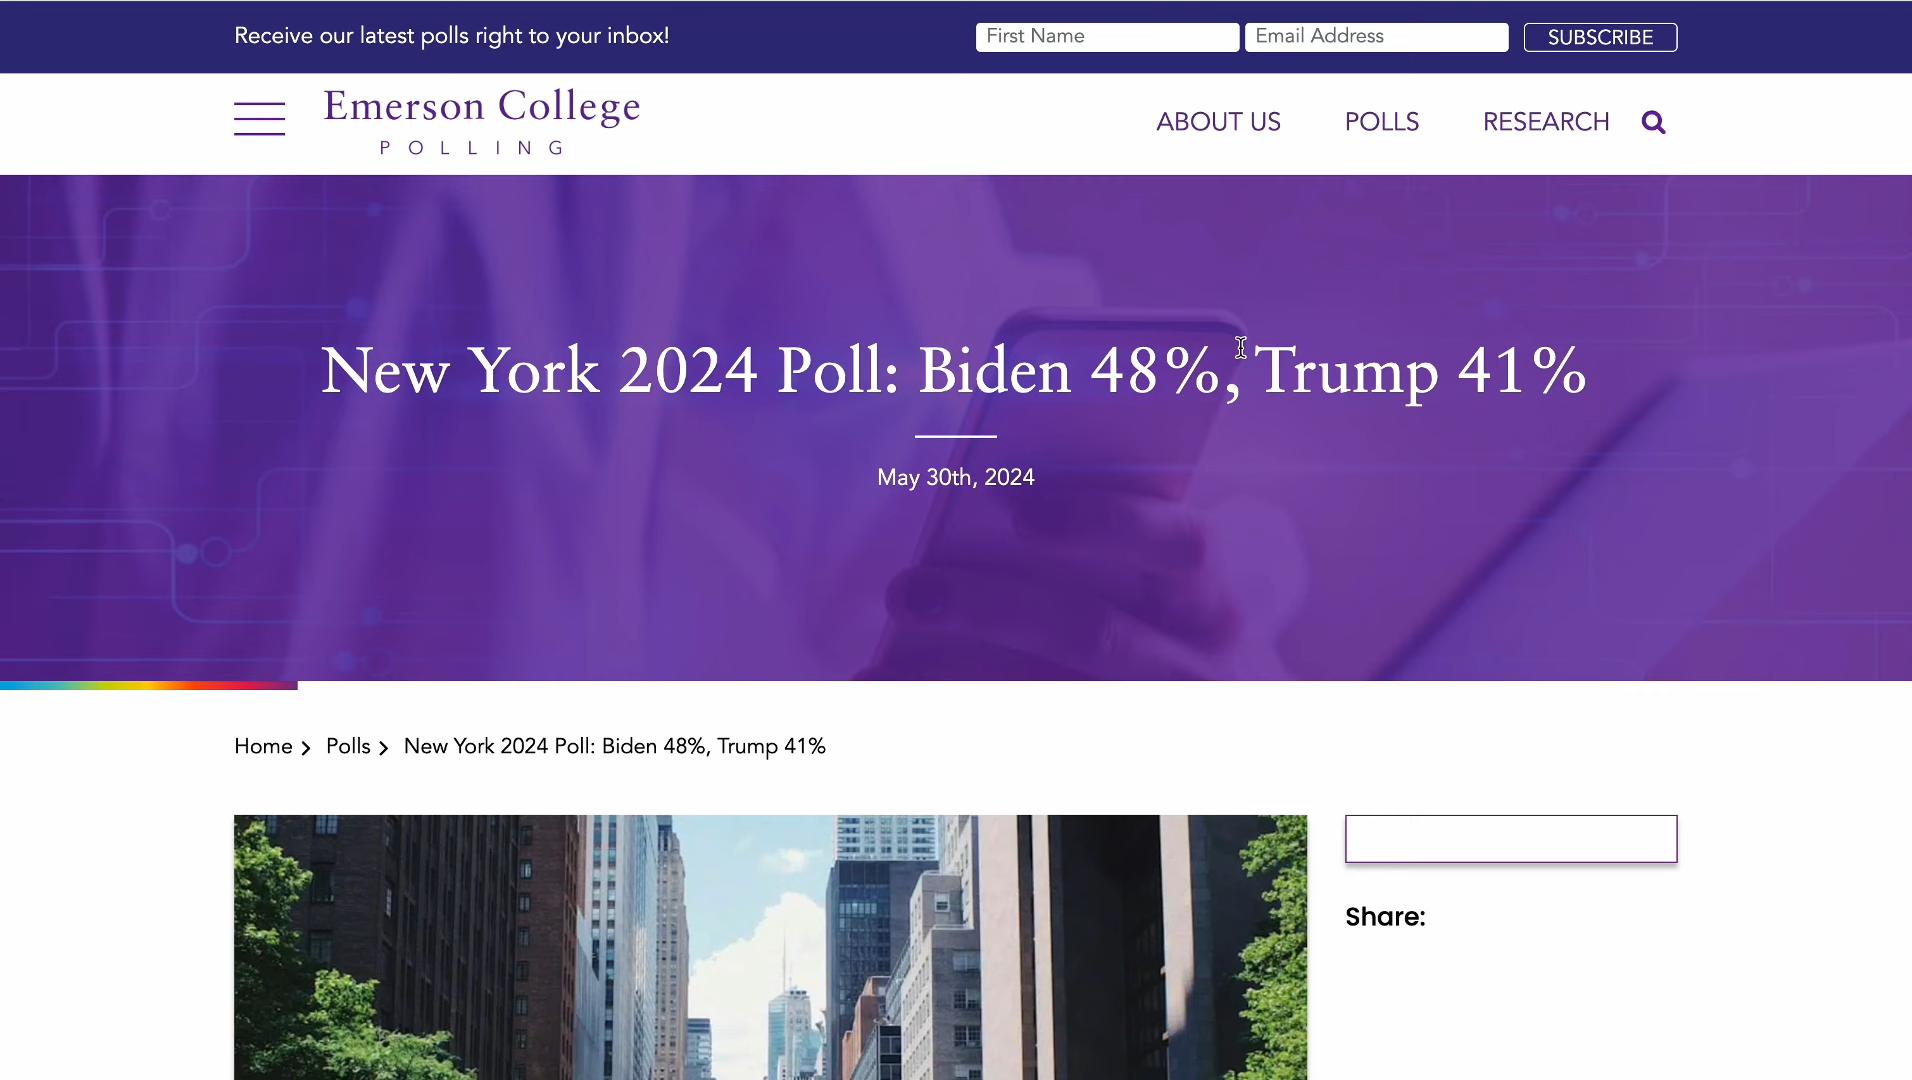 Receive our latest polls right to your inbox!
First Name
Email Address
SUBSCRIBE
Emerson College
POLLING
ABOUT US
POLLS
RESEARCH
New York 2024 Poll: Biden 48%, Trump 41%
May 30th, 2024
Home > Polls > New York 2024 Poll: Biden 48%, Trump 41%
Share: